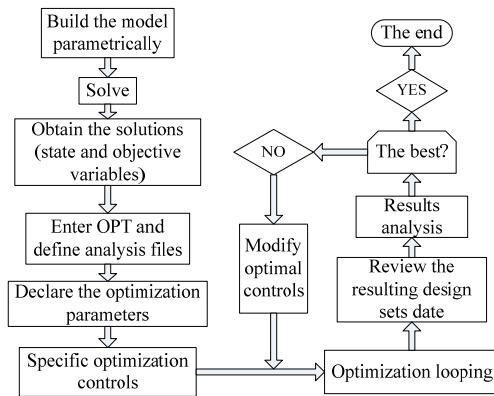 Build the model
parametrically
Solve
Obtain the solutions
(state and objective
variables)
Enter OPT and
define analysis files
Declare the optimization
parameters
Specific optimization
controls
The end
YES
The best?
NO
Results
analysis
Modify
optimal
controls
Review the
resulting design
sets date
Optimization looping